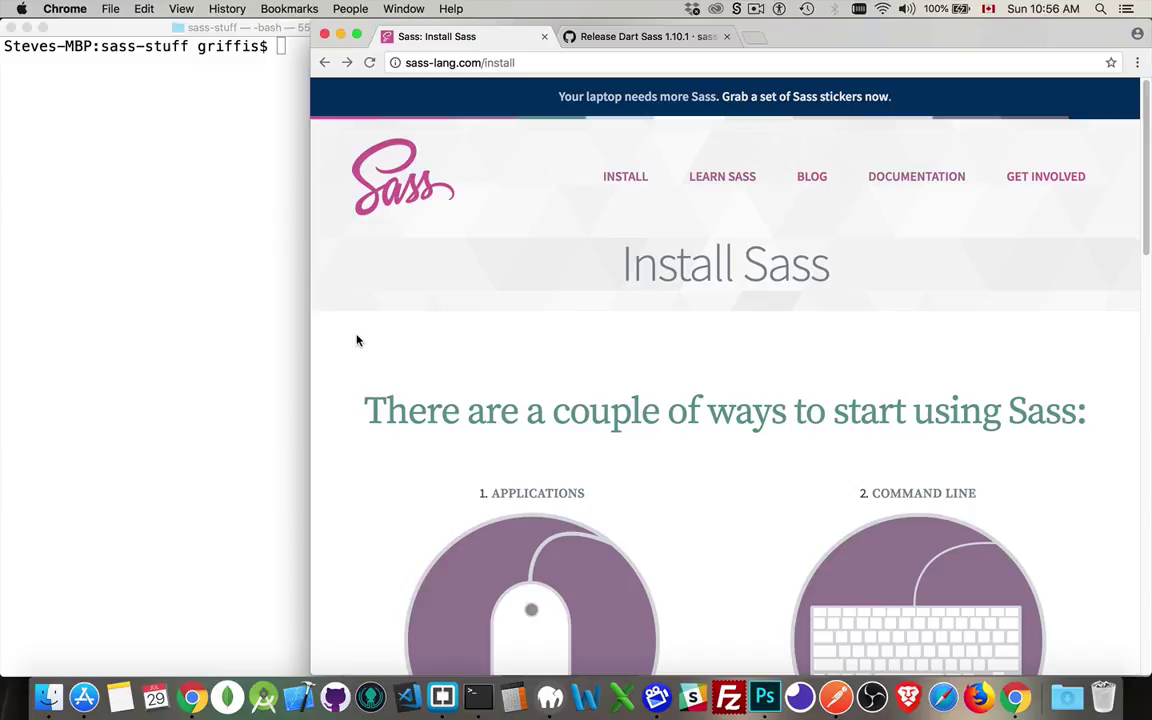 Chrome File Edit View History Bookmarks People Window Help 100% Sun 10:56 AM
sass-stuff — -bash — 55
Steves-MBP:sass-stuff griffis$
Sass: Install Sass
Release Dart Sass 1.10.1 · sass
sass-lang.com/install
Your laptop needs more Sass. Grab a set of Sass stickers now.
Sass
INSTALL LEARN SASS BLOG DOCUMENTATION GET INVOLVED
Install Sass
There are a couple of ways to start using Sass:
1. APPLICATIONS
2. COMMAND LINE
JUL
29